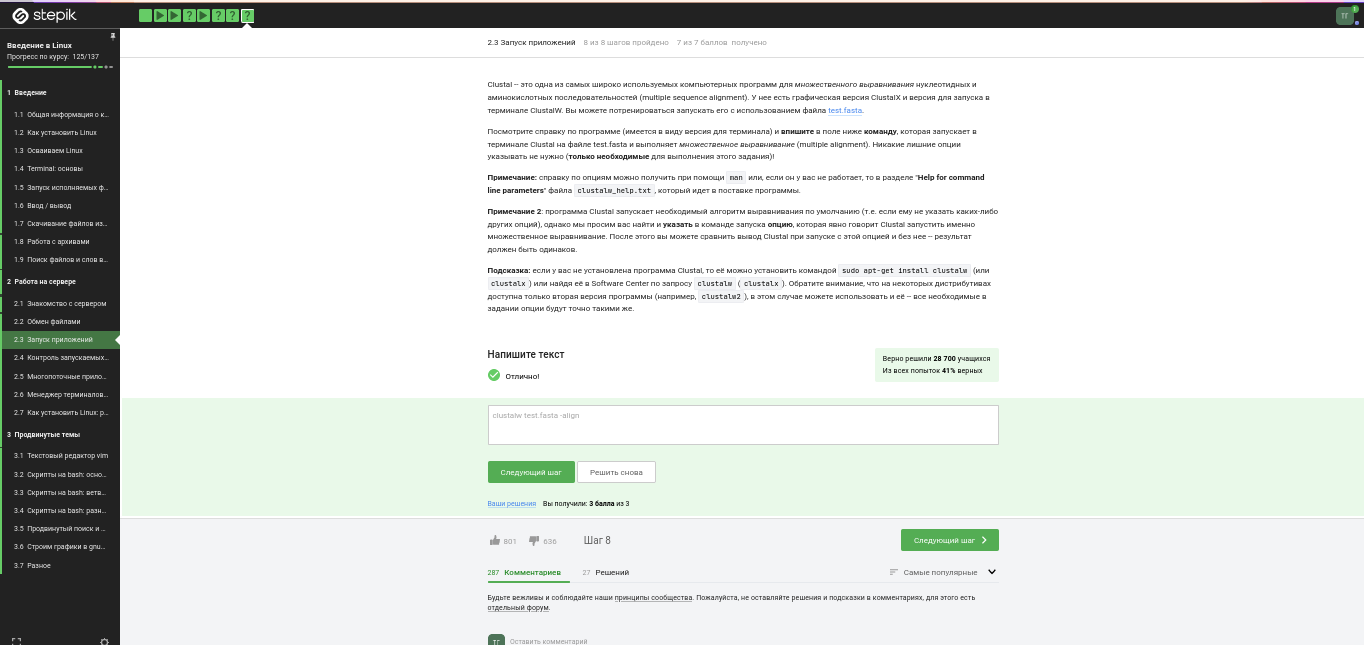 stepik
? ? ? ?
Введение в Linux
Прогресс по курсу: 125/137
1 Введение
1.1 Общая информация о к...
1.2 Как установить Linux
1.3 Осваиваем Linux
1.4 Terminal: основы
1.5 Запуск исполняемых ф...
1.6 Ввод / вывод
1.7 Скачивание файлов из...
1.8 Работа с архивами
1.9 Поиск файлов и слов в...
2 Работа на сервере
2.1 Знакомство с сервером
2.2 Обмен файлами
2.3 Запуск приложений
2.4 Контроль запускаемых...
2.5 Многопоточные прило...
2.6 Менеджер терминалов...
2.7 Как установить Linux: р...
3 Продвинутые темы
3.1 Текстовый редактор vim
3.2 Скрипты на bash: осно...
3.3 Скрипты на bash: ветв...
3.4 Скрипты на bash: разн...
3.5 Продвинутый поиск и ...
3.6 Строим графики в gnu...
3.7 Разное
2.3 Запуск приложений 8 из 8 шагов пройдено 7 из 7 баллов получено
Clustal – это одна из самых широко используемых компьютерных программ для множественного выравнивания нуклеотидных и
аминокислотных последовательностей (multiple sequence alignment). У нее есть графическая версия ClustalX и версия для запуска в
терминале ClustalW. Вы можете потренироваться запускать его с использованием файла test.fasta.
Посмотрите справку по программе (имеется в виду версия для терминала) и впишите в поле ниже команду, которая запускает в
терминале Clustal на файле test.fasta и выполняет множественное выравнивание (multiple alignment). Никакие лишние опции
указывать не нужно (только необходимые для выполнения этого задания)!
Примечание: справку по опциям можно получить при помощи man или, если он у вас не работает, то в разделе "Help for command
line parameters" файла clustalw_help.txt, который идет в поставке программы.
Примечание 2: программа Clustal запускает необходимый алгоритм выравнивания по умолчанию (т.е. если ему не указать каких-либо
других опций), однако мы просим вас найти и указать в команде запуска опцию, которая явно говорит Clustal запустить именно
множественное выравнивание. После этого вы можете сравнить вывод Clustal при запуске с этой опцией и без нее – результат
должен быть одинаков.
Подсказка: если у вас не установлена программа Clustal, то её можно установить командой sudo apt-get install clustalw (или
clustalx) или найдя её в Software Center по запросу clustalw (clustalx). Обратите внимание, что на некоторых дистрибутивах
доступна только вторая версия программы (например, clustalw2), в этом случае можете использовать и её – все необходимые в
задании опции будут точно такими же.
Напишите текст
Отлично!
Верно решили 28 700 учащихся
Из всех попыток 41% верных
clustalw test.fasta -align
Следующий шаг Решить снова
Ваши решения Вы получили: 3 балла из 3
801 636 Шаг 8 Следующий шаг
287 Комментариев 27 Решений Самые популярные
Будьте вежливы и соблюдайте наши принципы сообщества. Пожалуйста, не оставляйте решения и подсказки в комментариях, для этого есть
отдельный форум.
Оставить комментарий